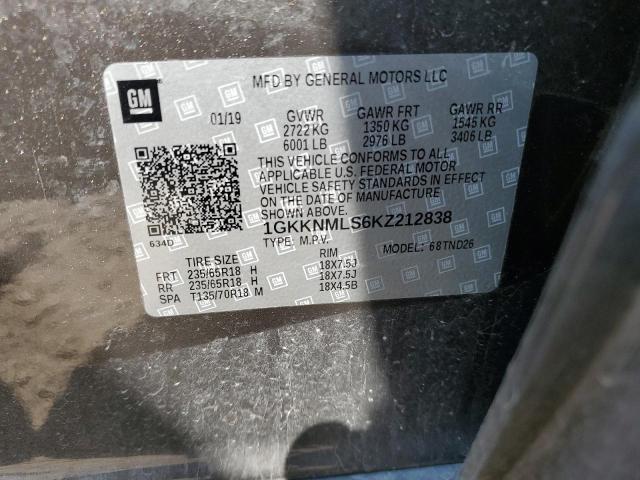 GM
MFD BY GENERAL MOTORS LLC
01/19 GVWR GAWR FRT GAWR RR
2722 KG 1350 KG 1545 KG
6001 LB 2976 LB 3406 LB
THIS VEHICLE CONFORMS TO ALL
APPLICABLE U.S. FEDERAL MOTOR
VEHICLE SAFETY STANDARDS IN EFFECT
ON THE DATE OF MANUFACTURE
SHOWN ABOVE.
1GKKNMLS6KZ212838
634D
TYPE: M.P.V. MODEL: 68TND26
TIRE SIZE RIM
FRT 235/65R18 H 18X7.5J
RR 235/65R18 H 18X7.5J
SPA T135/70R18 M 18X4.5B